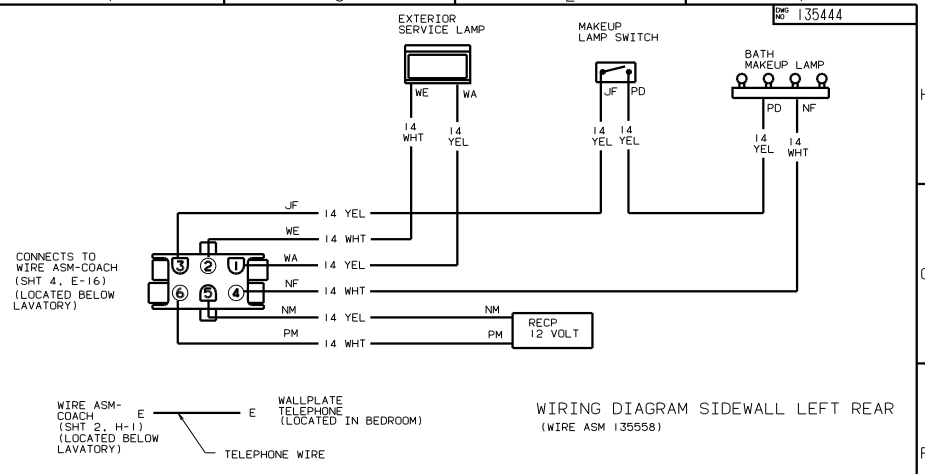 DWG NO 135444
EXTERIOR
SERVICE LAMP
MAKEUP
LAMP SWITCH
BATH
MAKEUP LAMP
WE WA
JF PD
PD NF
14
WHT
14
YEL
14
YEL
14
YEL
14
YEL
14
WHT
JF 14 YEL
WE 14 WHT
WA 14 YEL
NF 14 WHT
NM 14 YEL NM
PM 14 WHT PM
CONNECTS TO
WIRE ASM-COACH
(SHT 4, E-16)
(LOCATED BELOW
LAVATORY)
3 2 1
6 5 4
RECP
12 VOLT
WIRE ASM-
COACH
(SHT 2, H-1)
(LOCATED BELOW
LAVATORY)
E E
WALLPLATE
TELEPHONE
(LOCATED IN BEDROOM)
TELEPHONE WIRE
WIRING DIAGRAM SIDEWALL LEFT REAR
(WIRE ASM 135558)